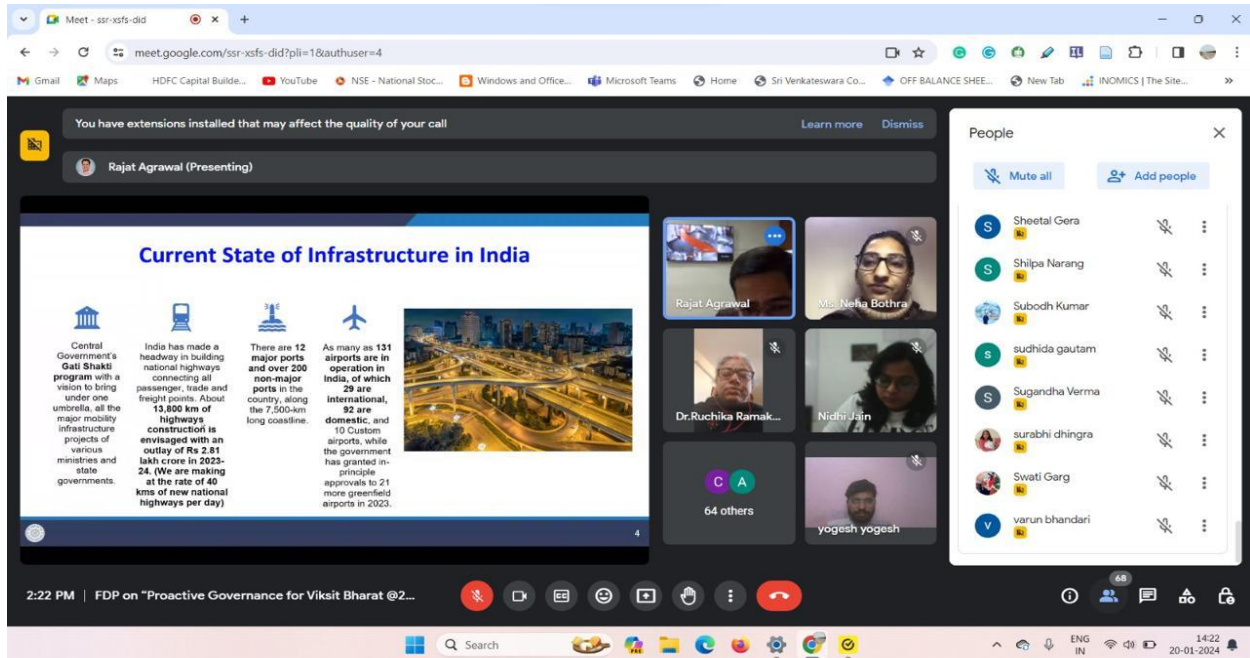 Meet - ssr-xsfs-did
meet.google.com/ssr-xsfs-did?pli=1&authuser=4
Gmail
Maps
HDFC Capital Builde...
YouTube
NSE - National Stoc...
Windows and Office...
Microsoft Teams
Home
Sri Venkateswara Co...
OFF BALANCE SHEE...
New Tab
INOMICS | The Site...
You have extensions installed that may affect the quality of your call
Learn more
Dismiss
Rajat Agrawal (Presenting)
Current State of Infrastructure in India
Central
Government's
Gati Shakti
program with a
vision to bring
under one
umbrella, all the
major mobility
infrastructure
projects of
various
ministries and
state
governments.
India has made a
headway in building
national highways
connecting all
passenger, trade and
freight points. About
13,800 km of
highways
construction is
envisaged with an
outlay of Rs 2.81
lakh crore in 2023-
24. (We are making
at the rate of 40
kms of new national
highways per day)
There are 12
major ports
and over 200
non-major
ports in the
country, along
the 7,500-km
long coastline.
As many as 131
airports are in
operation in
India, of which
29 are
international,
92 are
domestic, and
10 Custom
airports, while
the government
has granted in-
principle
approvals to 21
more greenfield
airports in 2023.
4
Rajat Agrawal
Ms. Neha Bothra
Dr.Ruchika Ramak...
Nidhi Jain
C A
64 others
yogesh yogesh
People
Mute all
Add people
S
Sheetal Gera
S
Shilpa Narang
Subodh Kumar
s
sudhida gautam
S
Sugandha Verma
surabhi dhingra
Swati Garg
v
varun bhandari
2:22 PM | FDP on "Proactive Governance for Viksit Bharat @2...
68
Search
PRE
ENG
IN
14:22
20-01-2024